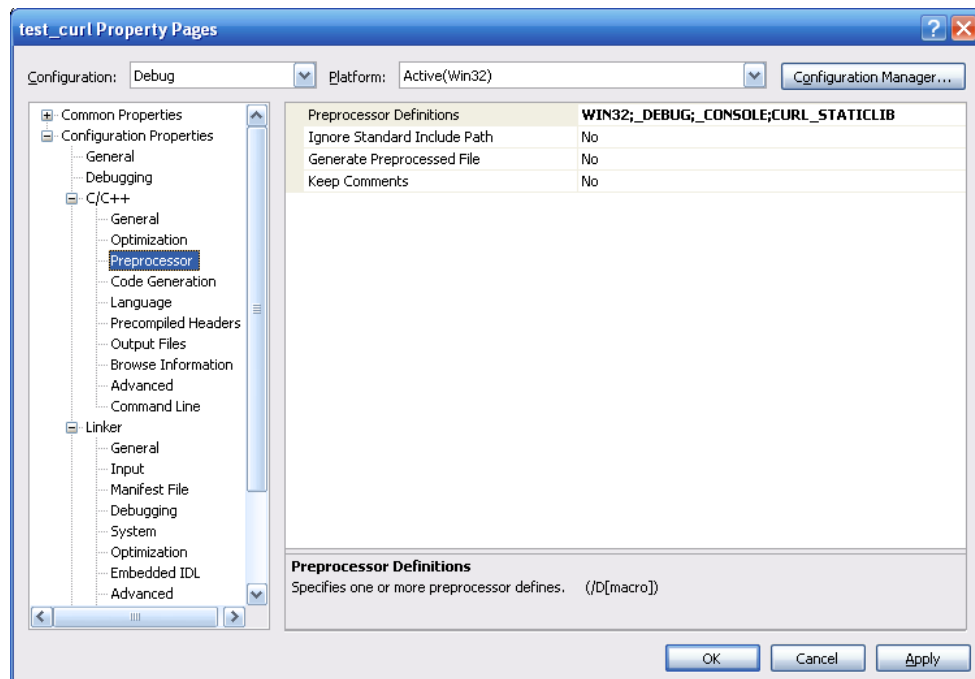 test_curl Property Pages
Configuration: Debug Platform: Active(Win32) Configuration Manager...
Common Properties
Configuration Properties
General
Debugging
C/C++
General
Optimization
Preprocessor
Code Generation
Language
Precompiled Headers
Output Files
Browse Information
Advanced
Command Line
Linker
General
Input
Manifest File
Debugging
System
Optimization
Embedded IDL
Advanced
Preprocessor Definitions WIN32;_DEBUG;_CONSOLE;CURL_STATICLIB
Ignore Standard Include Path No
Generate Preprocessed File No
Keep Comments No
Preprocessor Definitions
Specifies one or more preprocessor defines. (/D[macro])
OK Cancel Apply